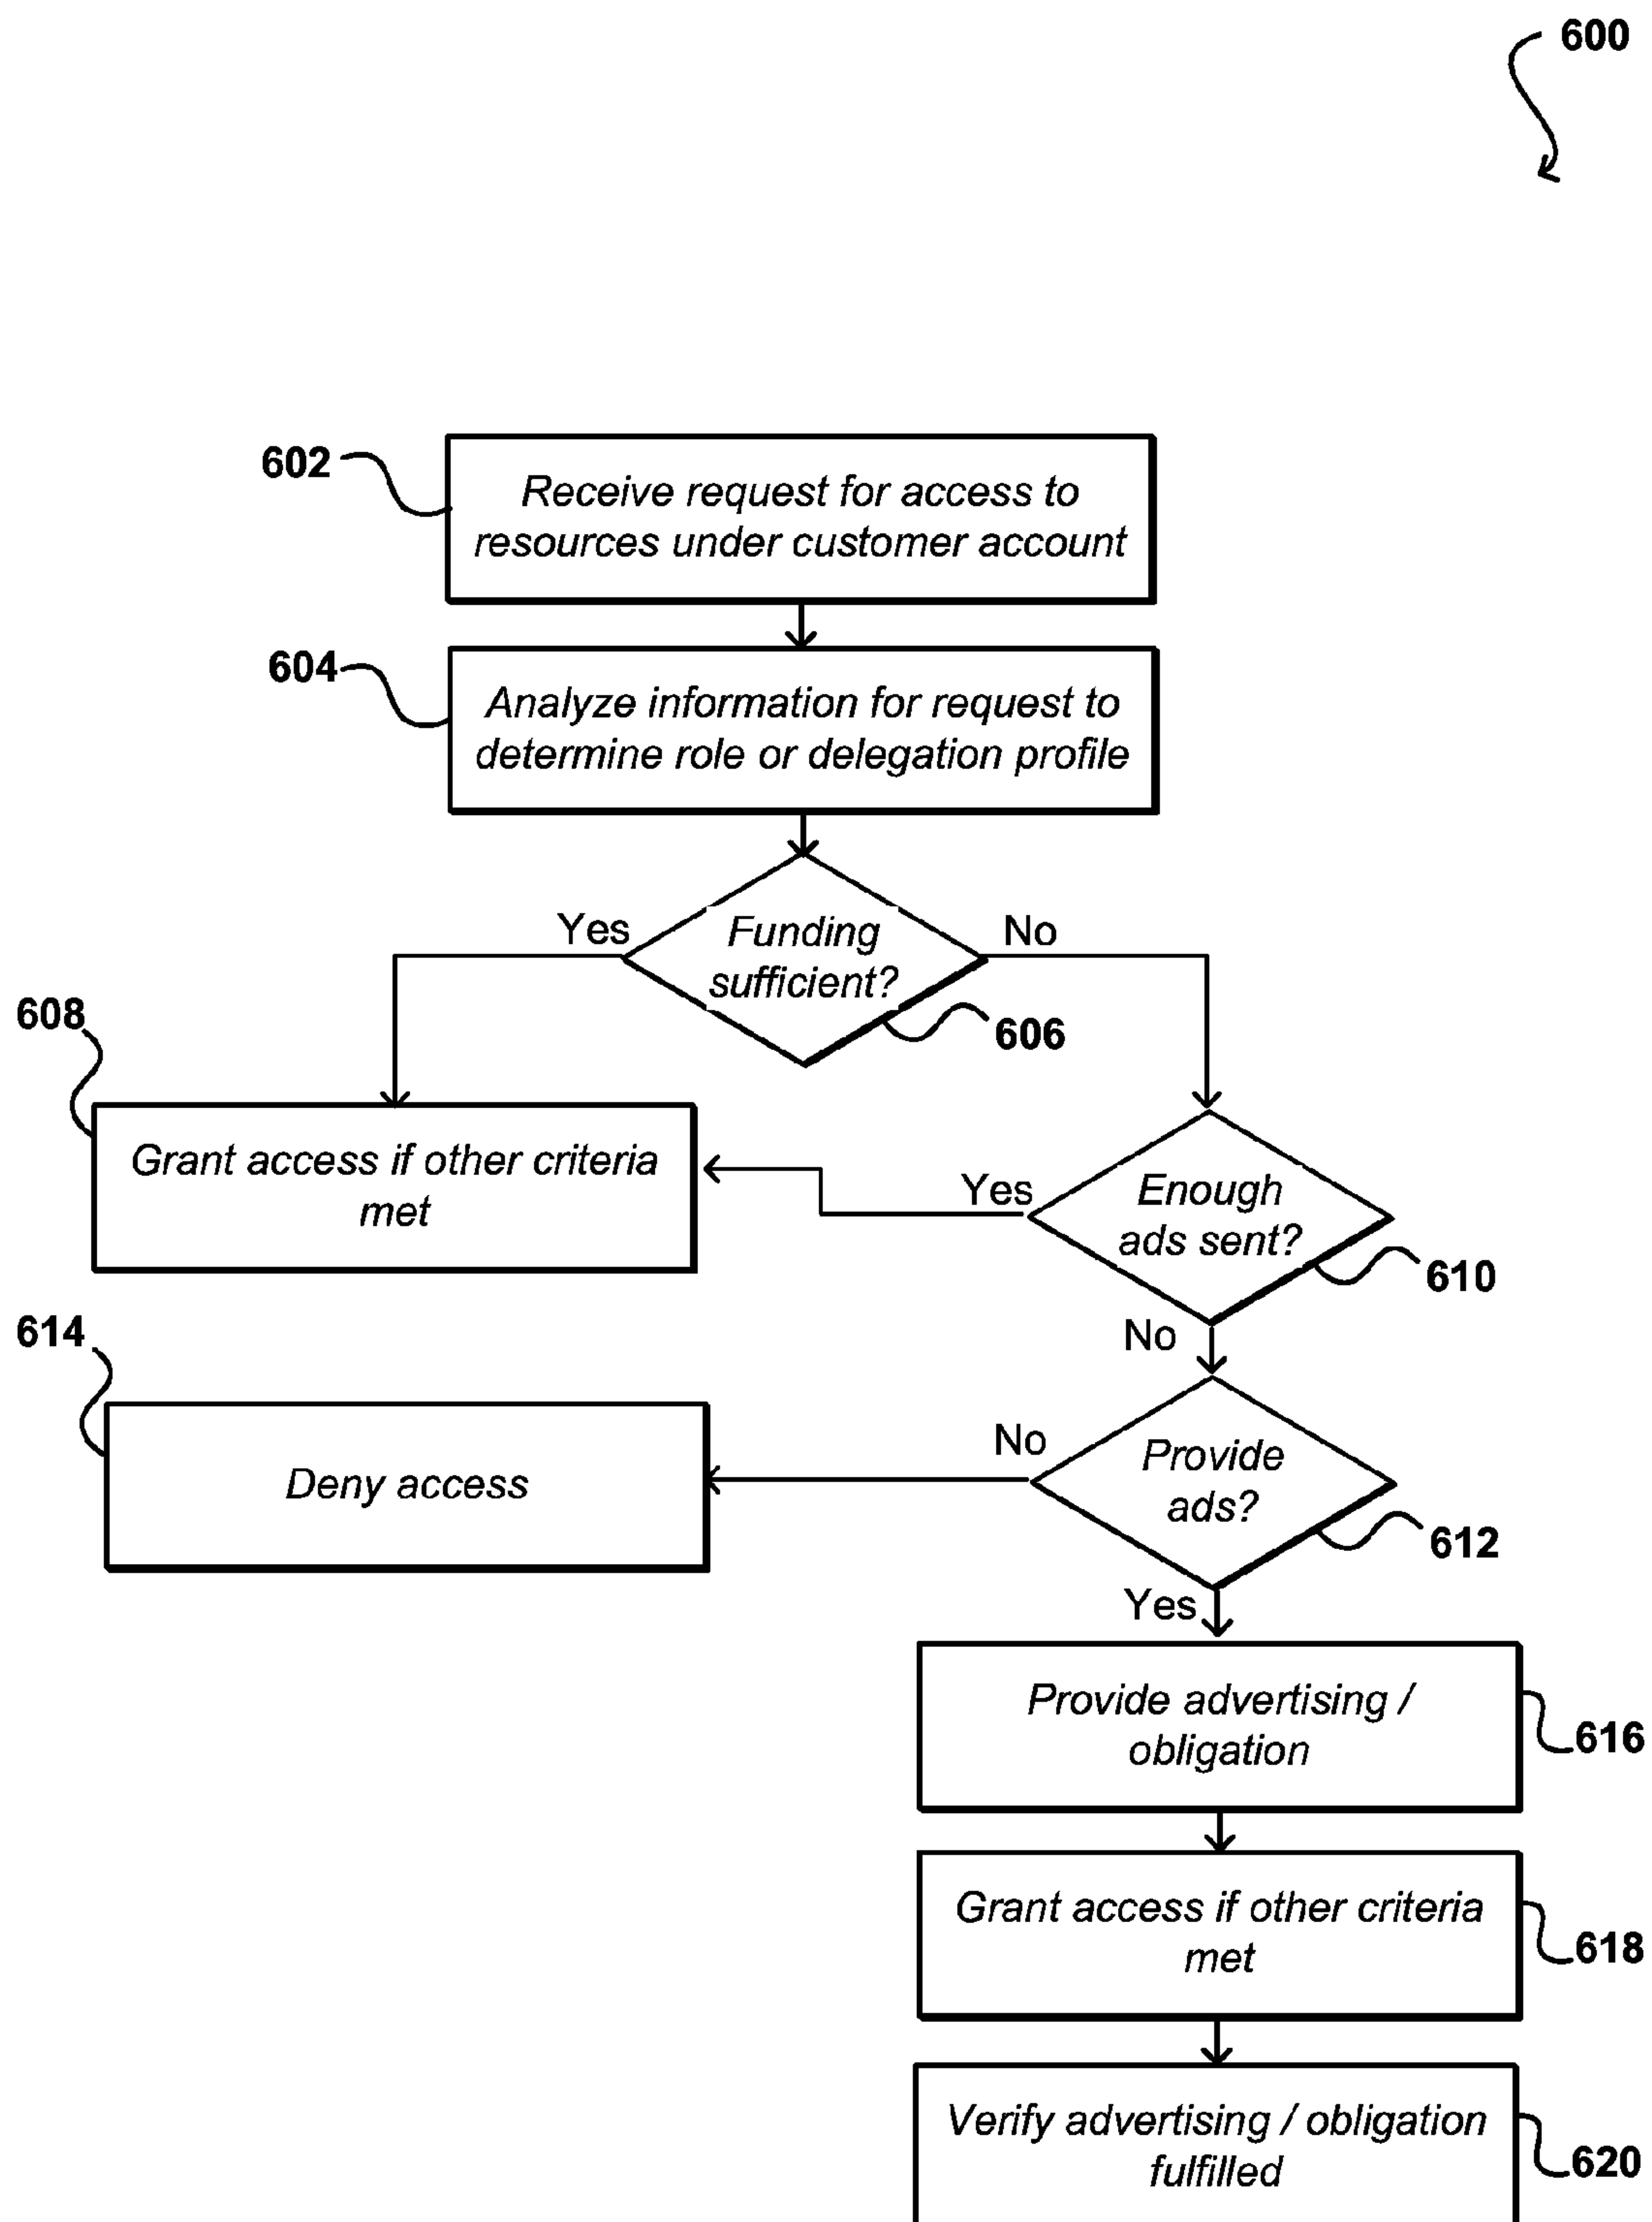 600
602
Receive request for access to
resources under customer account
604
Analyze information for request to
determine role or delegation profile
Yes
Funding
sufficient?
No
606
608
Grant access if other criteria
met
Yes
Enough
ads sent?
610
No
614
Deny access
No
Provide
ads?
612
Yes
Provide advertising /
obligation
616
Grant access if other criteria
met
618
Verify advertising / obligation
fulfilled
620